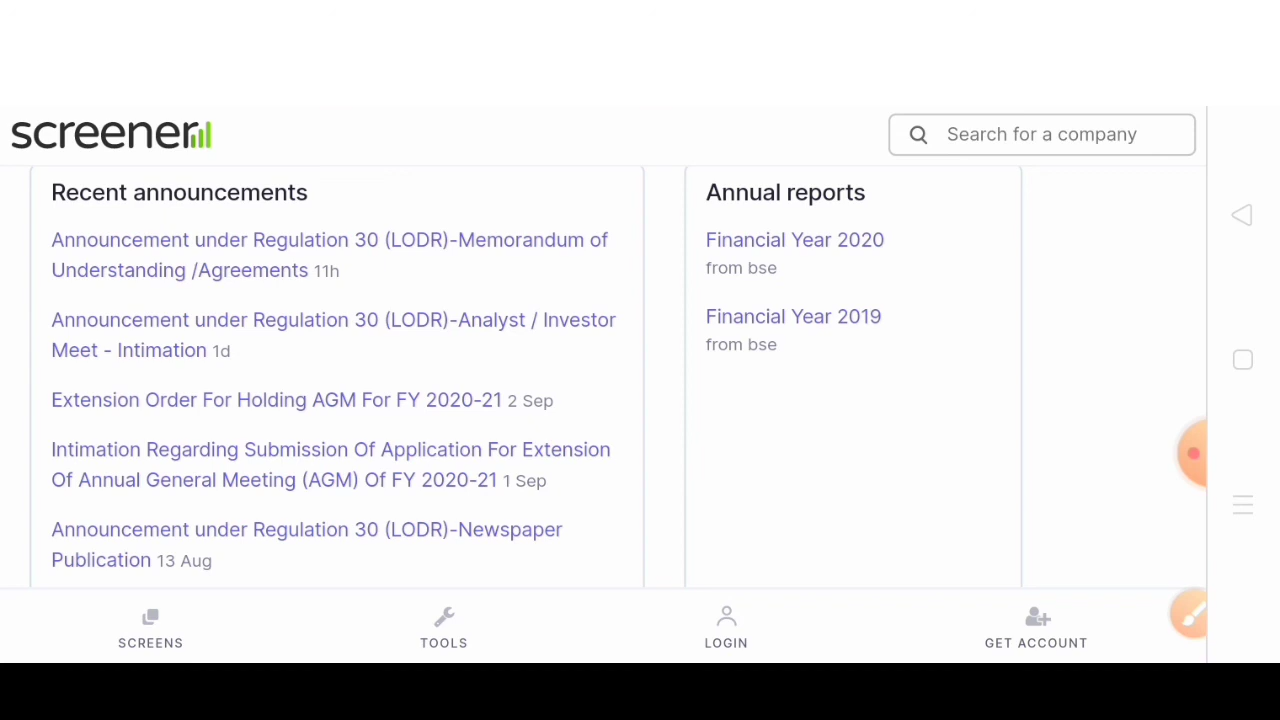 screener
Search for a company
Recent announcements
Announcement under Regulation 30 (LODR)-Memorandum of
Understanding /Agreements 11h
Announcement under Regulation 30 (LODR)-Analyst / Investor
Meet - Intimation 1d
Extension Order For Holding AGM For FY 2020-21 2 Sep
Intimation Regarding Submission Of Application For Extension
Of Annual General Meeting (AGM) Of FY 2020-21 1 Sep
Announcement under Regulation 30 (LODR)-Newspaper
Publication 13 Aug
Annual reports
Financial Year 2020
from bse
Financial Year 2019
from bse
SCREENS
TOOLS
LOGIN
GET ACCOUNT